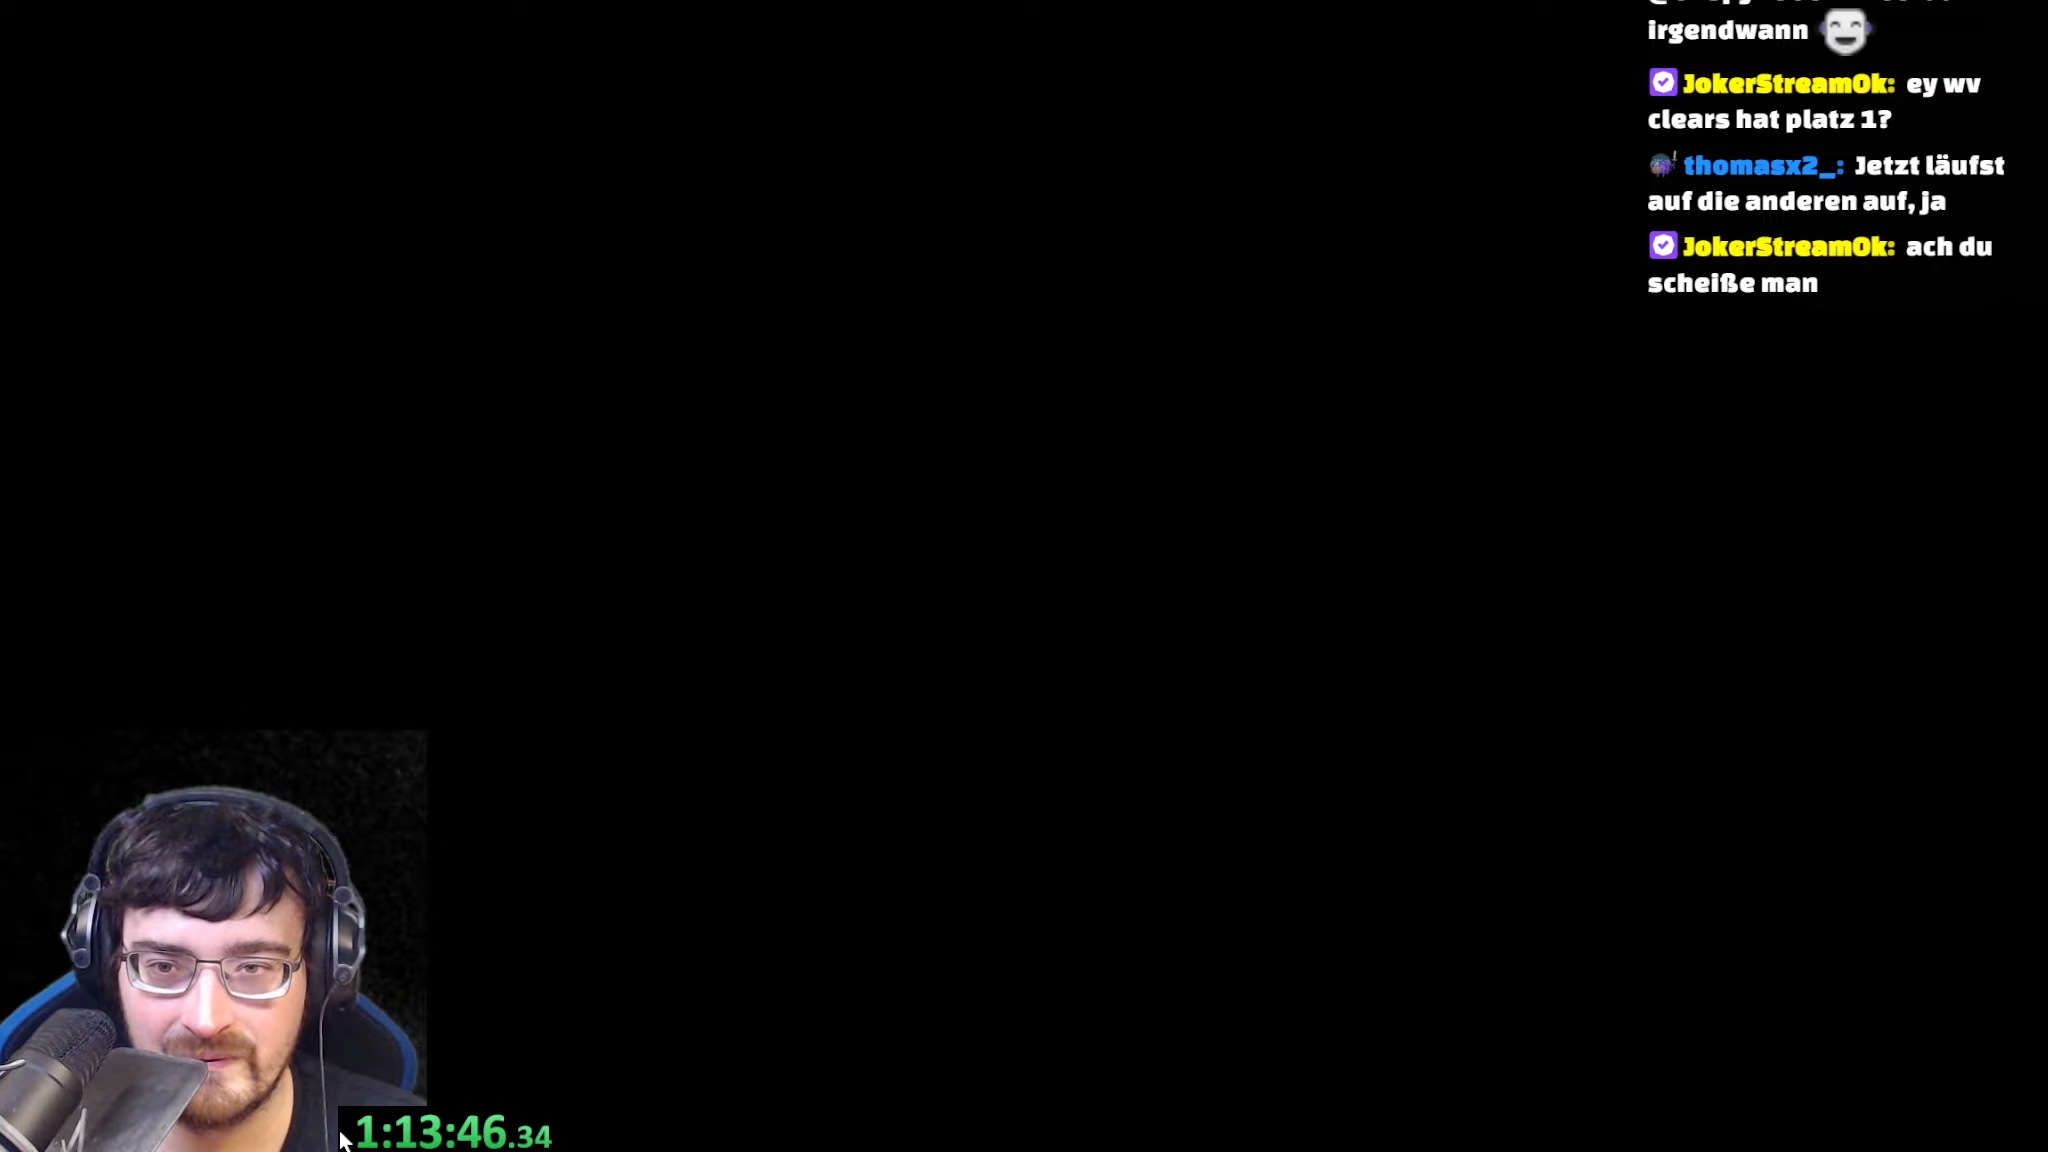 irgendwann
JokerStreamOk: ey wv
clears hat platz 1?
thomasx2_: Jetzt läufst
auf die anderen auf, ja
JokerStreamOk: ach du
scheiße man
1:13:46.34